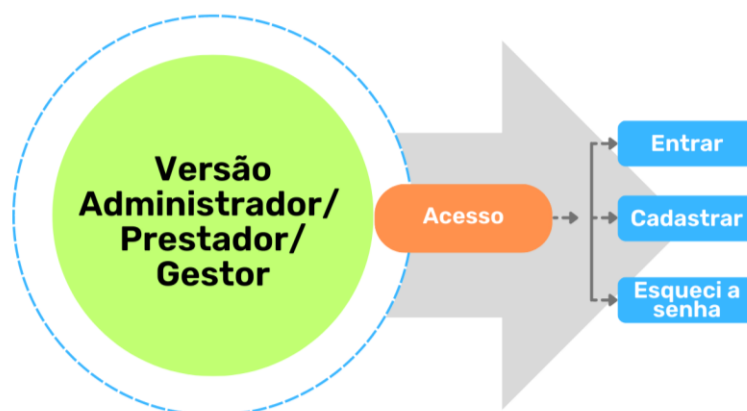 Versão
Administrador/
Prestador/
Gestor
Acesso
Entrar
Cadastrar
Esqueci a
senha